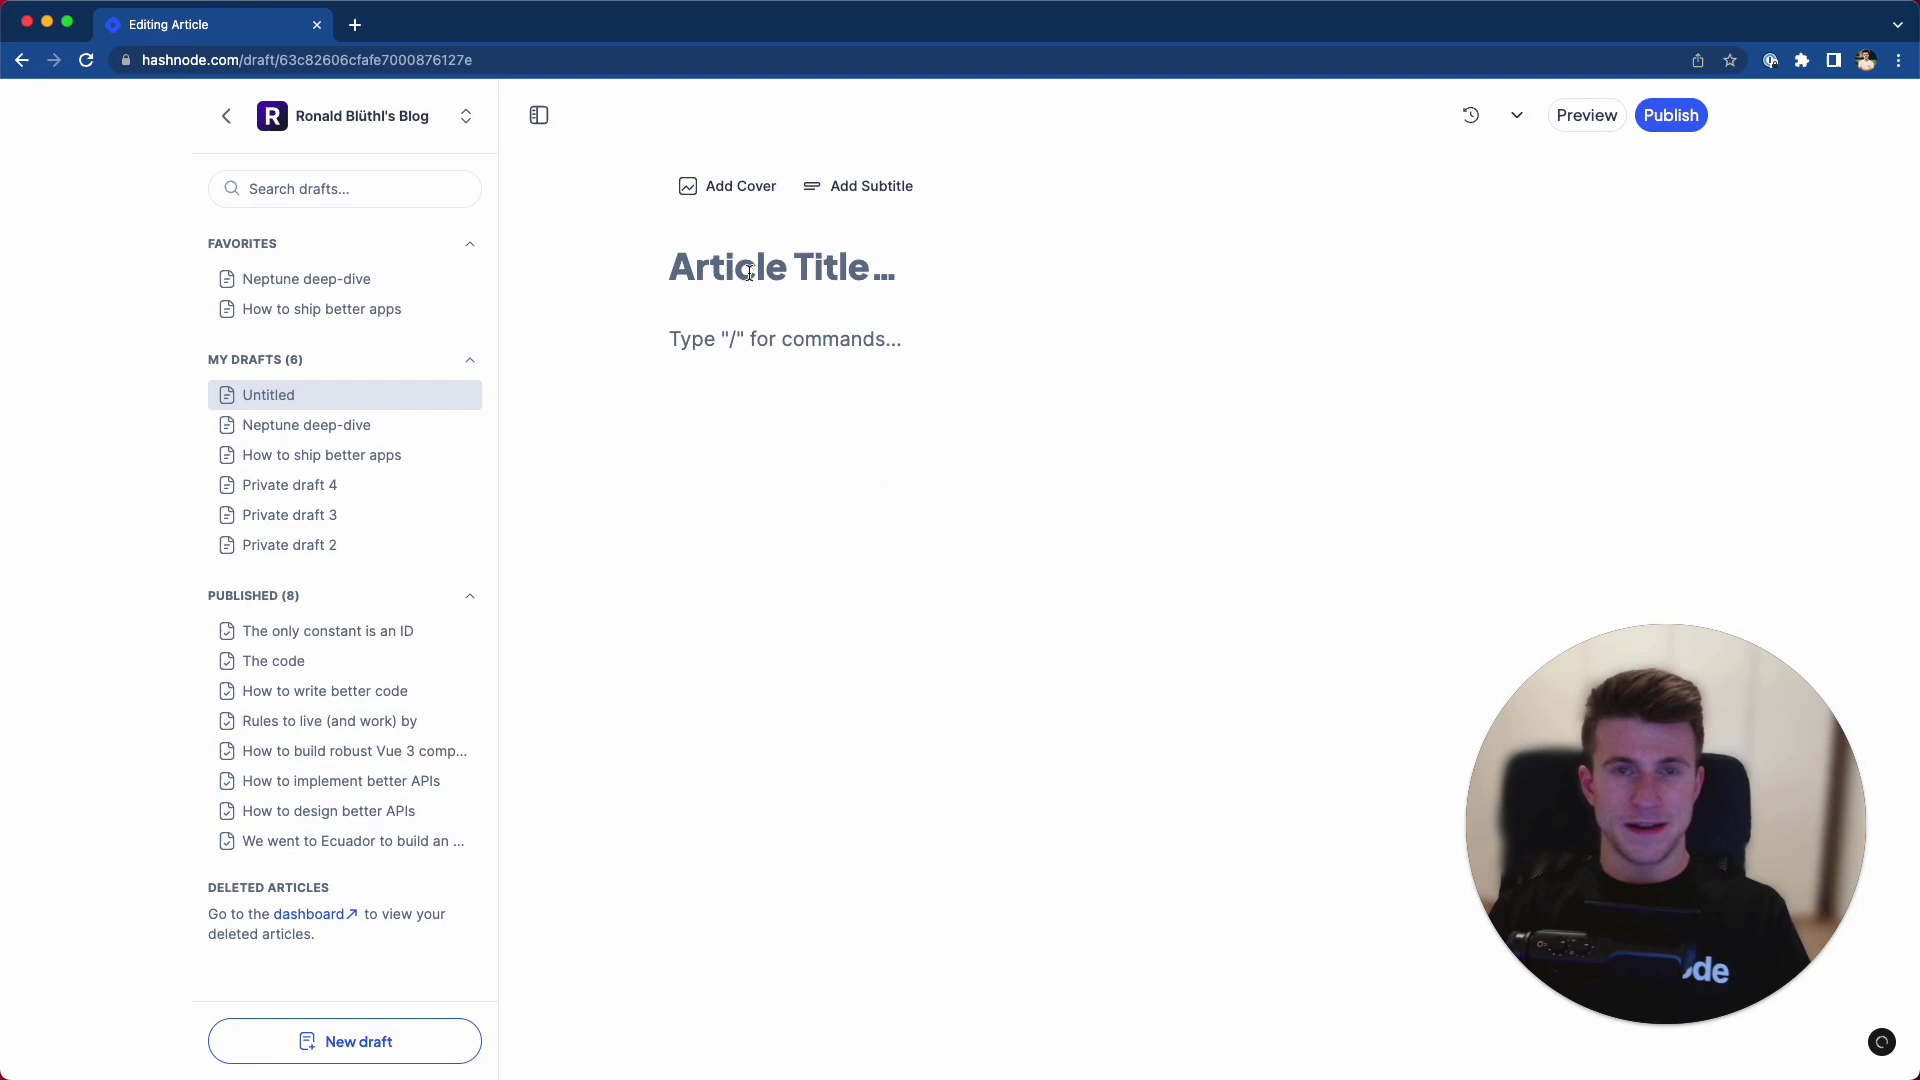 Editing Article
hashnode.com/draft/63c82606cfafe7000876127e
R Ronald Blüthl's Blog
Preview
Publish
Add Cover
Add Subtitle
Search drafts...
FAVORITES
Neptune deep-dive
How to ship better apps
Article Title...
Type "/" for commands...
MY DRAFTS (6)
Untitled
Neptune deep-dive
How to ship better apps
Private draft 4
Private draft 3
Private draft 2
PUBLISHED (8)
The only constant is an ID
The code
How to write better code
Rules to live (and work) by
How to build robust Vue 3 comp...
How to implement better APIs
How to design better APIs
We went to Ecuador to build an ...
DELETED ARTICLES
Go to the dashboard↗ to view your
deleted articles.
New draft
ode